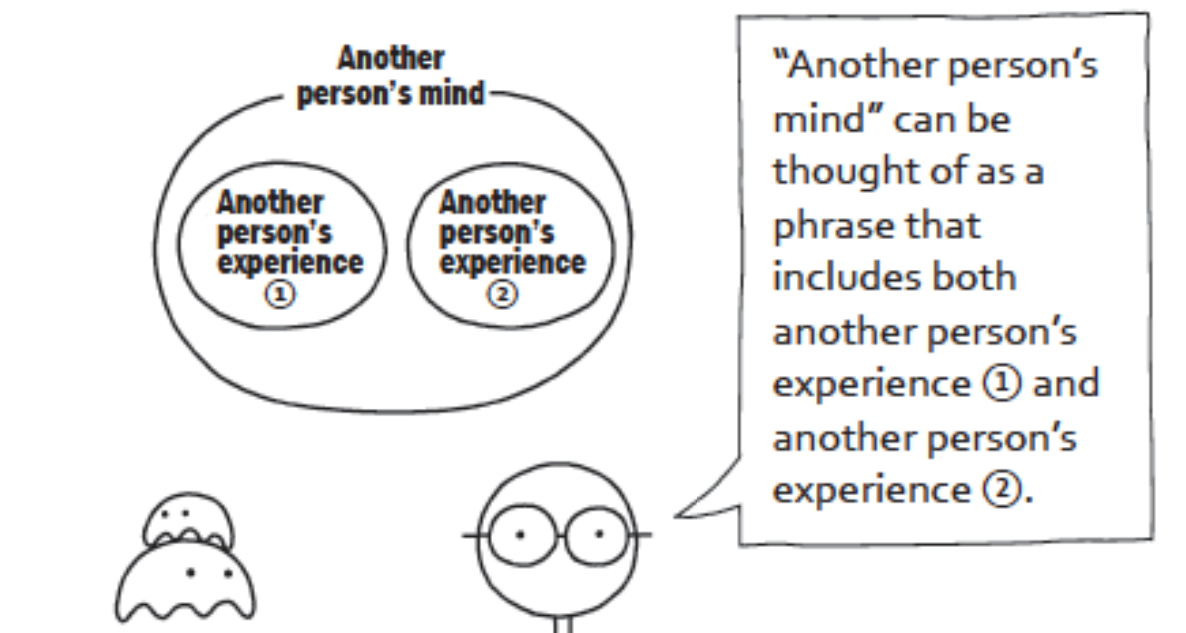 Another
person's mind
Another
person's
experience
①
Another
person's
experience
②
“Another person's
mind” can be
thought of as a
phrase that
includes both
another person's
experience ① and
another person's
experience ②.